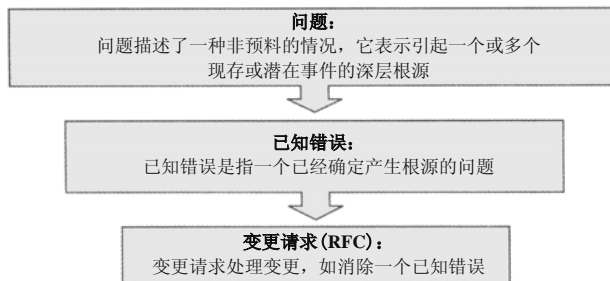 问题：
问题描述了一种非预料的情况，它表示引起一个或多个
现存或潜在事件的深层根源
已知错误：
已知错误是指一个已经确定产生根源的问题
变更请求(RFC)：
变更请求处理变更，如消除一个已知错误